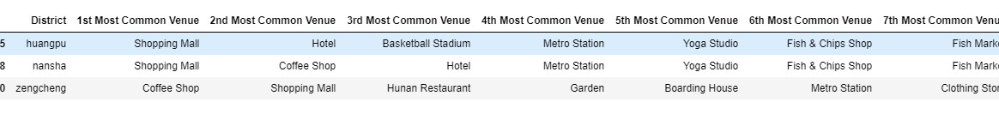 District 1st Most Common Venue 2nd Most Common Venue 3rd Most Common Venue 4th Most Common Venue 5th Most Common Venue 6th Most Common Venue 7th Most Common Venu
5 huangpu Shopping Mall Hotel Basketball Stadium Metro Station Yoga Studio Fish & Chips Shop Fish Mark
8 nansha Shopping Mall Coffee Shop Hotel Metro Station Yoga Studio Fish & Chips Shop Fish Mark
0 zengcheng Coffee Shop Shopping Mall Hunan Restaurant Garden Boarding House Metro Station Clothing Sto